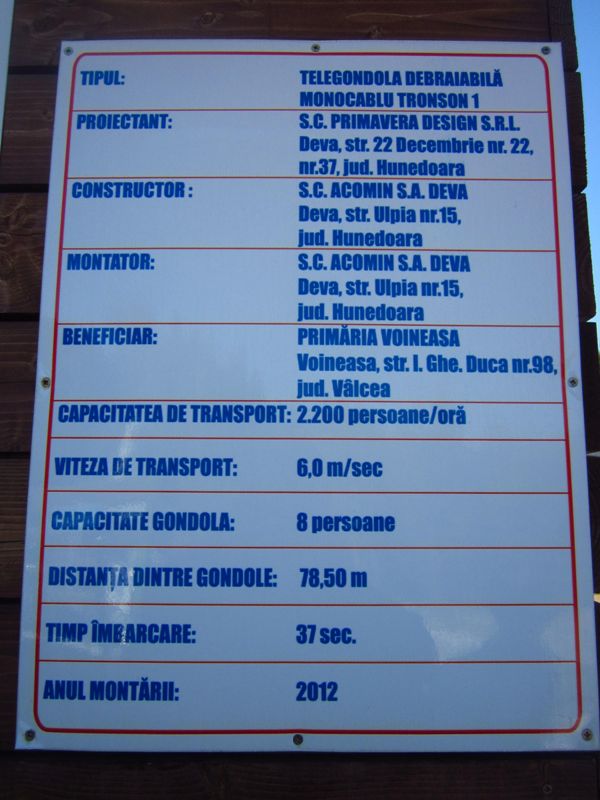 TIPUL: TELEGONDOLA DEBRAIABILĂ
MONOCABLU TRONSON 1
PROIECTANT: S.C. PRIMAVERA DESIGN S.R.L.
Deva, str. 22 Decembrie nr. 22,
nr.37, jud. Hunedoara
CONSTRUCTOR : S.C. ACOMIN S.A. DEVA
Deva, str. Ulpia nr.15,
jud. Hunedoara
MONTATOR: S.C. ACOMIN S.A. DEVA
Deva, str. Ulpia nr.15,
jud. Hunedoara
BENEFICIAR: PRIMĂRIA VOINEASA
Voineasa, str. I. Ghe. Duca nr.98,
jud. Vâlcea
CAPACITATEA DE TRANSPORT: 2.200 persoane/oră
VITEZA DE TRANSPORT: 6,0 m/sec
CAPACITATE GONDOLA: 8 persoane
DISTANȚA DINTRE GONDOLE: 78,50 m
TIMP ÎMBARCARE: 37 sec.
ANUL MONTĂRII: 2012